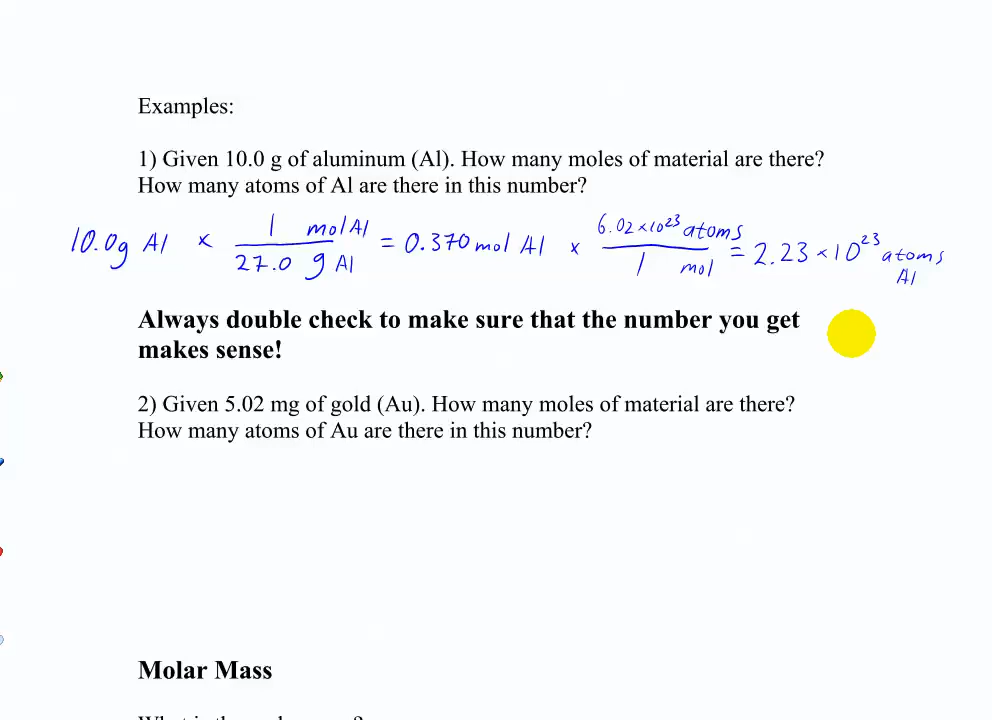 Examples:
1) Given 10.0 g of aluminum (Al). How many moles of material are there?
How many atoms of Al are there in this number?
10.0g Al × 1 mol Al / 27.0 g Al = 0.370 mol Al × 6.02 × 10²³ atoms / 1 mol = 2.23 × 10²³ atoms Al
Always double check to make sure that the number you get
makes sense!
2) Given 5.02 mg of gold (Au). How many moles of material are there?
How many atoms of Au are there in this number?
Molar Mass